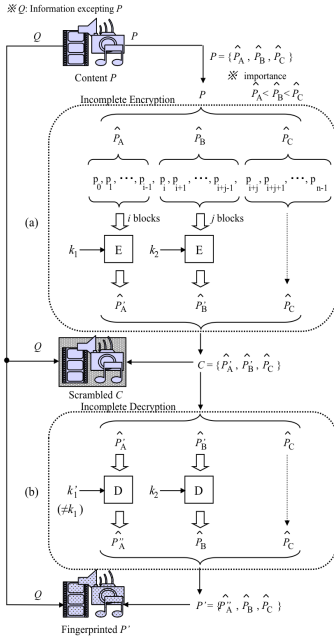 ※ Q: Information excepting P
Q P
Content P
P = { P̂A , P̂B , P̂C }
※ importance
P̂A < P̂B < P̂C
Incomplete Encryption
P
P̂A P̂B P̂C
p0, p1, ···, pi-1, pi, pi+1, ···, pi+j-1, pi+j, pi+j+1, ···, pn-1
(a)
i blocks j blocks
k1 E k2 E
P̂'A P̂'B P̂C
Q
C = { P̂'A , P̂'B , P̂C }
Scrambled C
Incomplete Decryption
P̂'A P̂'B P̂C
(b)
k1' D k2 D
(≠k1)
P̂''A P̂B P̂C
Q
P' = { P̂''A , P̂B , P̂C }
Fingerprinted P'